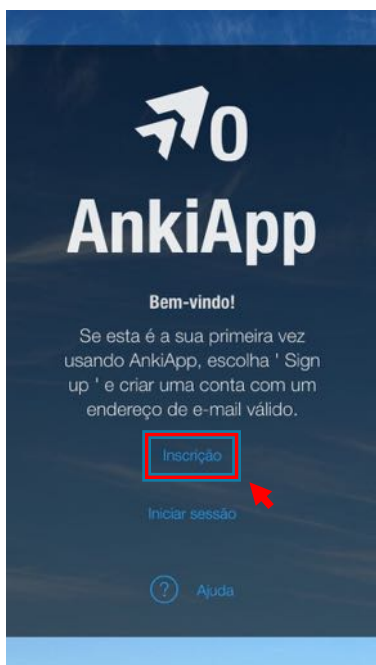 0
AnkiApp
Bem-vindo!
Se esta é a sua primeira vez
usando AnkiApp, escolha ' Sign
up ' e criar uma conta com um
endereço de e-mail válido.
Inscrição
Iniciar sessão
? Ajuda